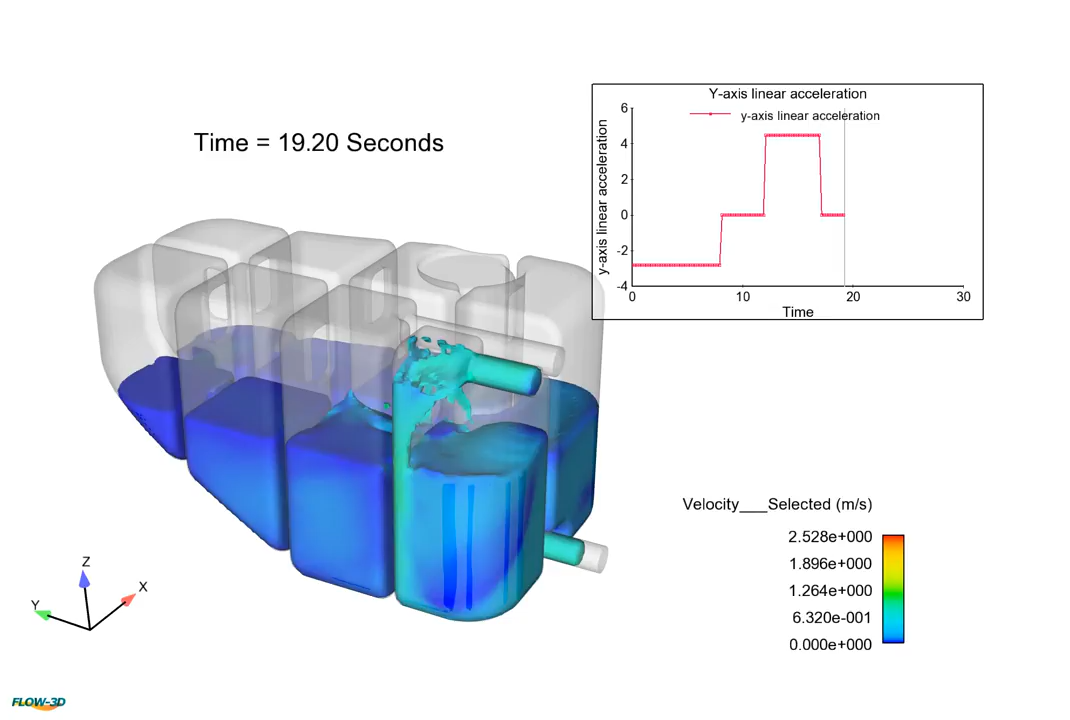 Y-axis linear acceleration
y-axis linear acceleration
Time = 19.20 Seconds
y-axis linear acceleration
6
4
2
0
-2
-4
0 10 20 30
Time
Velocity___Selected (m/s)
2.528e+000
1.896e+000
1.264e+000
6.320e-001
0.000e+000
Z
X
Y
FLOW-3D